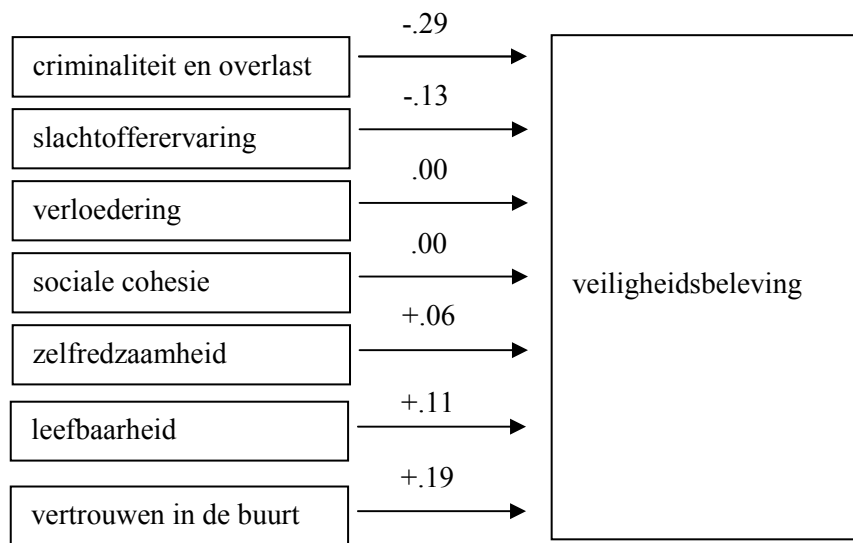 -.29
criminaliteit en overlast
-.13
slachtofferervaring
.00
verloedering
.00
sociale cohesie
veiligheidsbeleving
+.06
zelfredzaamheid
+.11
leefbaarheid
+.19
vertrouwen in de buurt